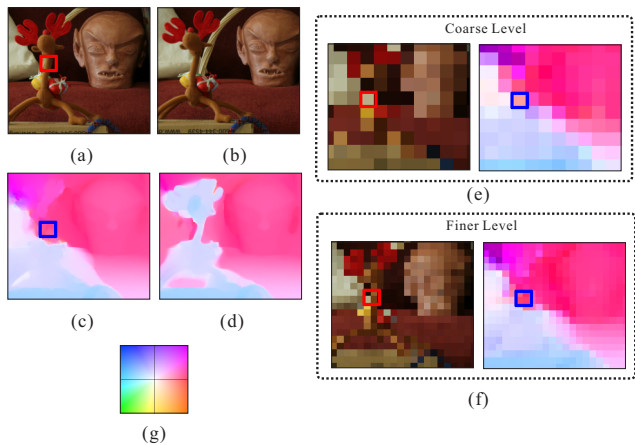 Coarse Level
(a)
(b)
(e)
Finer Level
(c)
(d)
(f)
(g)